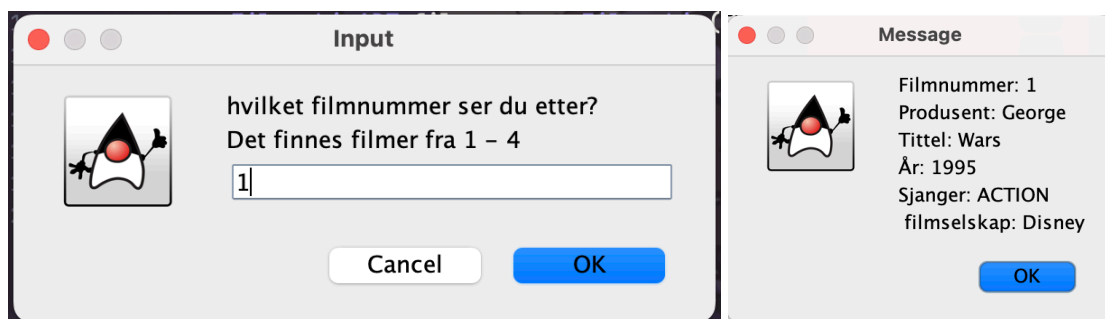 Input
hvilket filmnummer ser du etter?
Det finnes filmer fra 1 – 4
1
Cancel
OK
Message
Filmnummer: 1
Produsent: George
Tittel: Wars
År: 1995
Sjanger: ACTION
filmselskap: Disney
OK